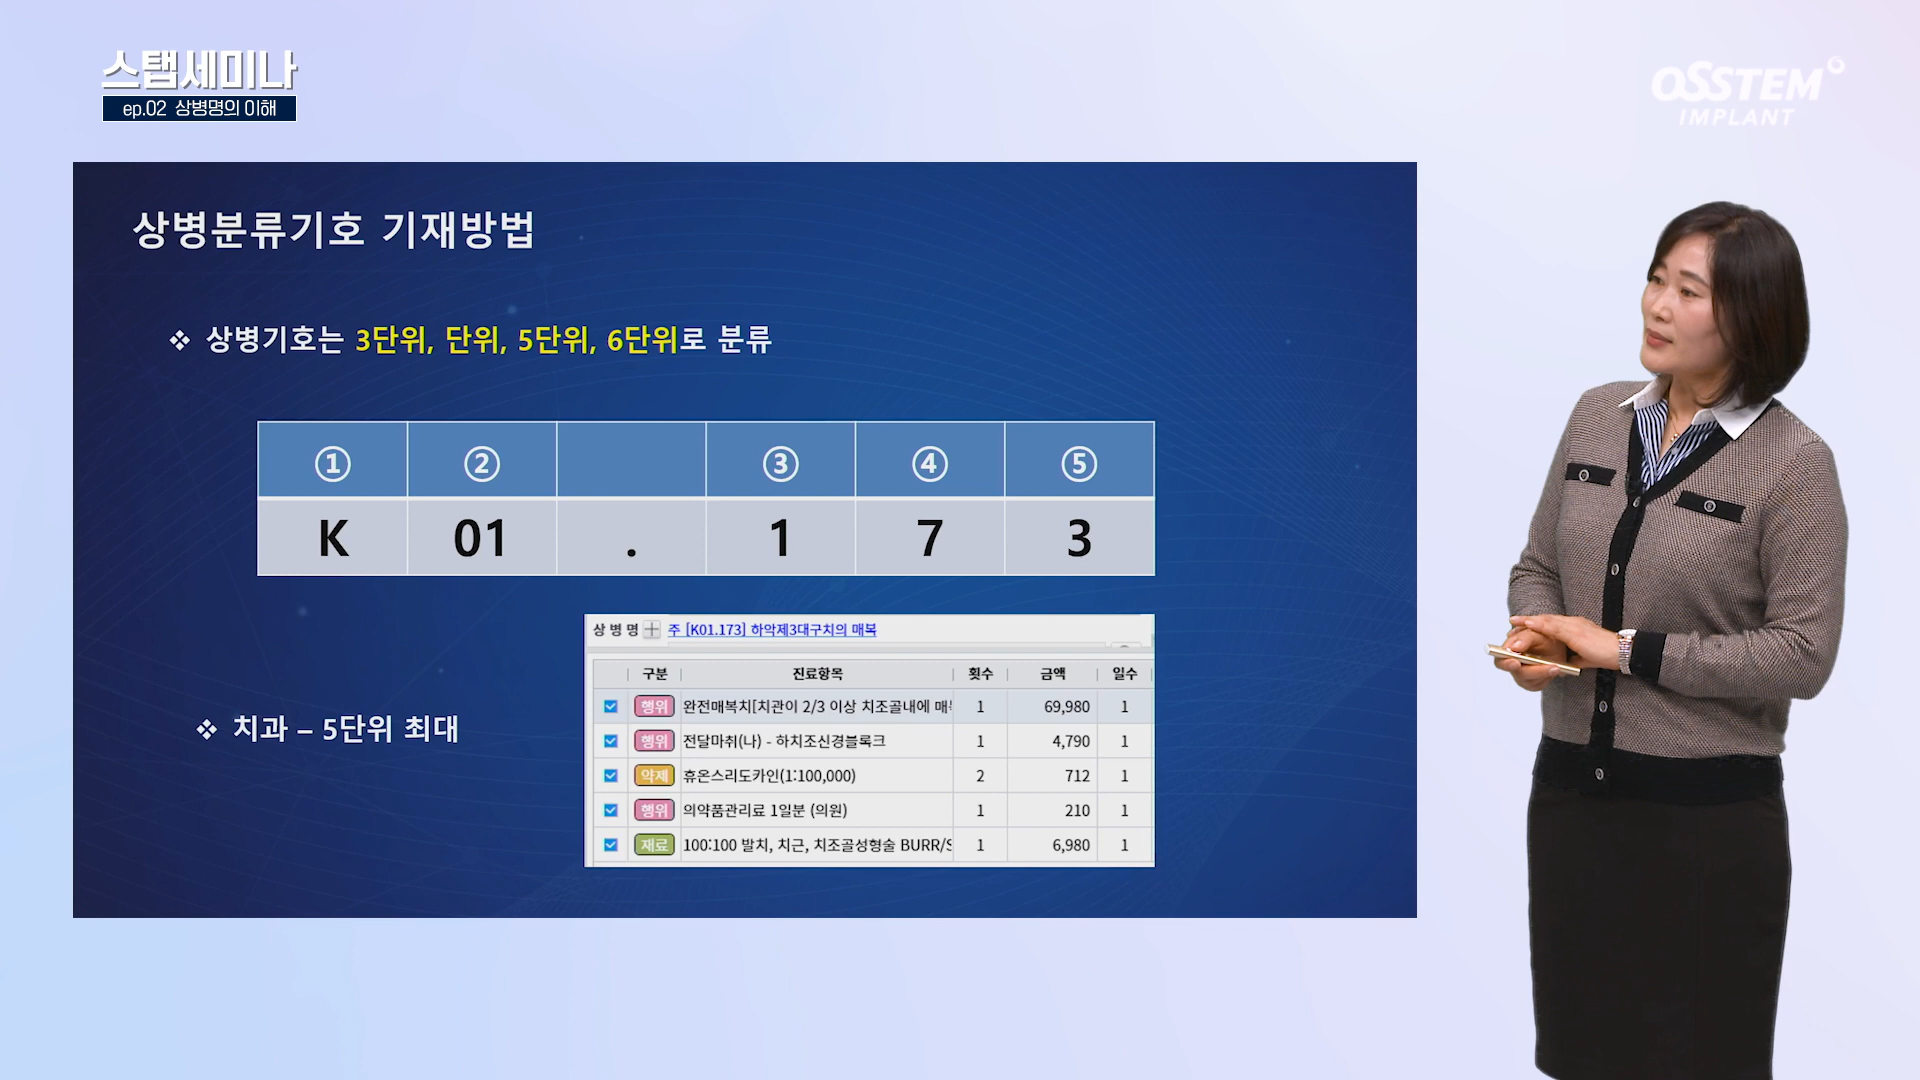 스탭세미나
ep.02 상병명의 이해
OSSTEM
IMPLANT
상병분류기호 기재방법
❖ 상병기호는 3단위, 단위, 5단위, 6단위로 분류
① ② ③ ④ ⑤
K 01 . 1 7 3
상 병 명 + 주 [K01.173] 하악제3대구치의 매복
구분 진료항목 횟수 금액 일수
행위 완전매복치[치관이 2/3 이상 치조골내에 매 1 69,980 1
행위 전달마취(나) - 하치조신경블록크 1 4,790 1
약제 휴온스리도카인(1:100,000) 2 712 1
행위 의약품관리료 1일분 (의원) 1 210 1
재료 100:100 발치, 치근, 치조골성형술 BURR/S 1 6,980 1
❖ 치과 – 5단위 최대